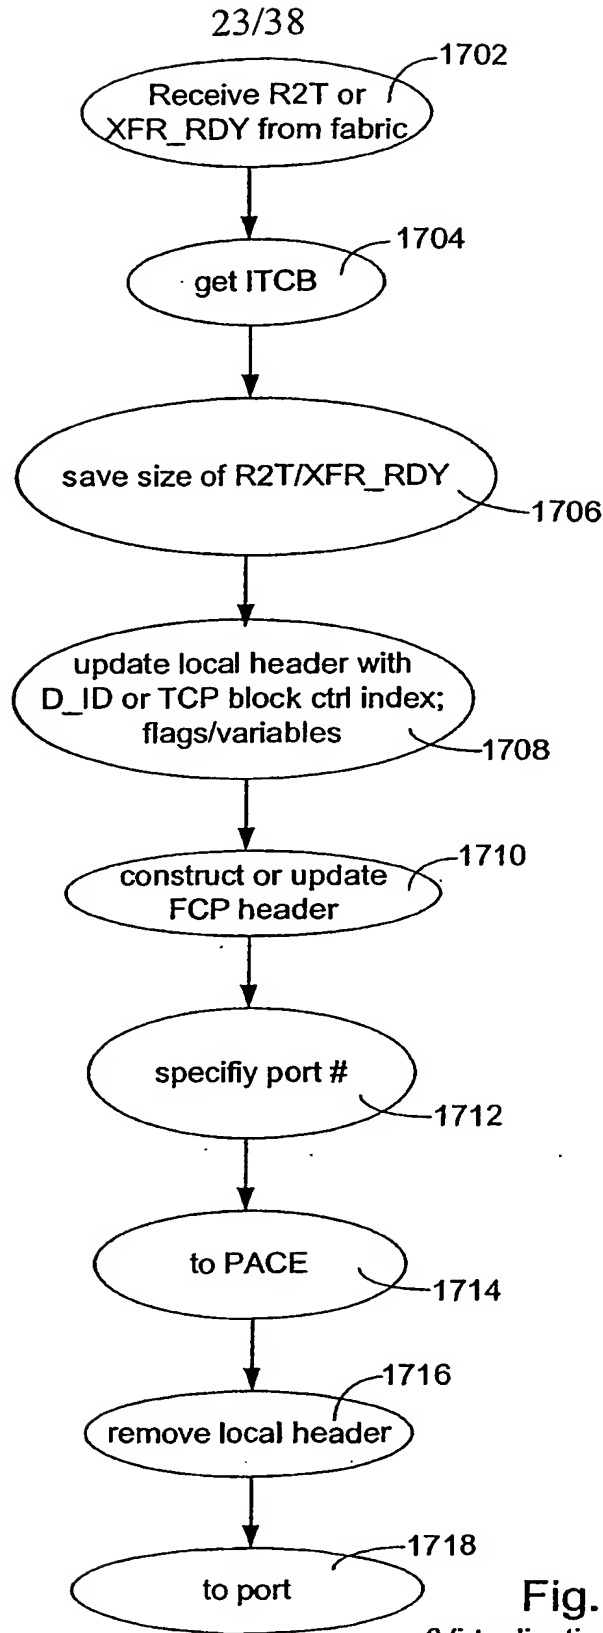 23/38
1702
Receive R2T or
XFR_RDY from fabric
1704
get ITCB
save size of R2T/XFR_RDY
1706
update local header with
D_ID or TCP block ctrl index;
flags/variables
1708
1710
construct or update
FCP header
specifiy port #
1712
to PACE
1714
1716
remove local header
1718
to port
Fig.